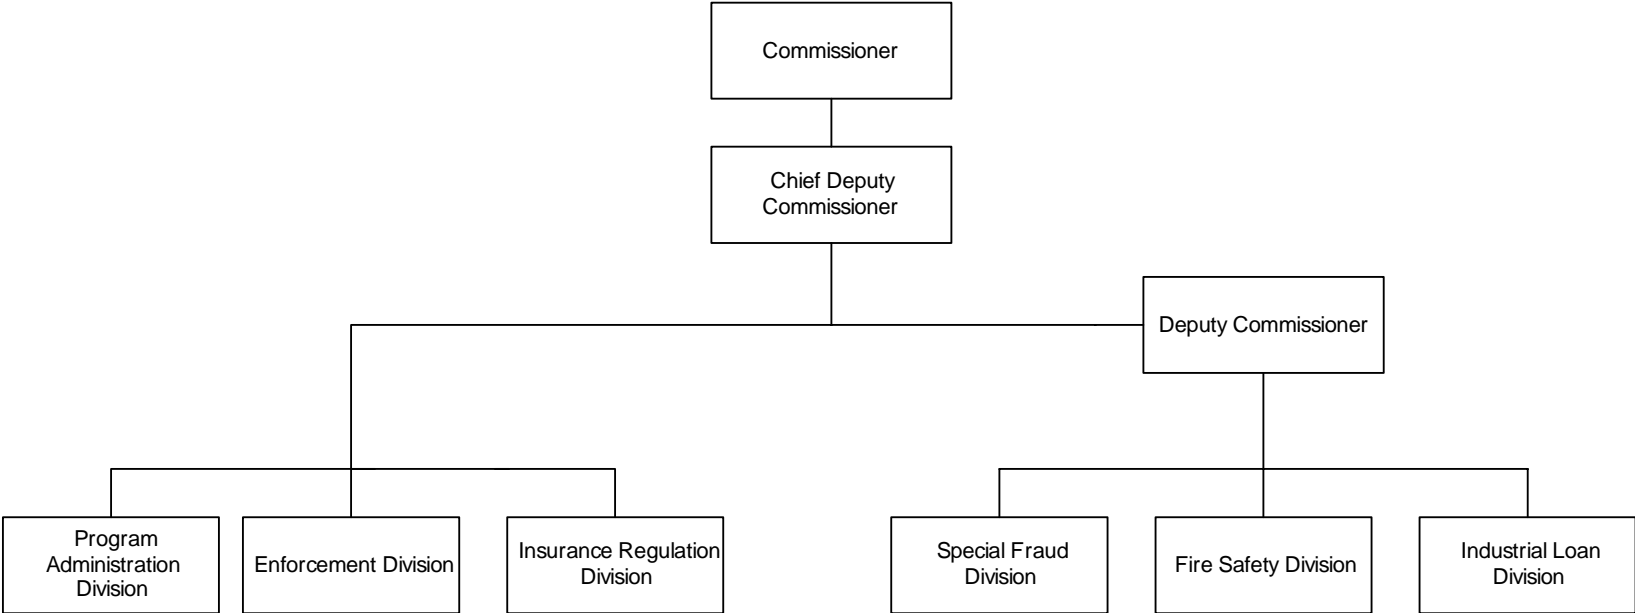 Commissioner
Chief Deputy
Commissioner
Deputy Commissioner
Program
Administration
Division
Enforcement Division
Insurance Regulation
Division
Special Fraud
Division
Fire Safety Division
Industrial Loan
Division